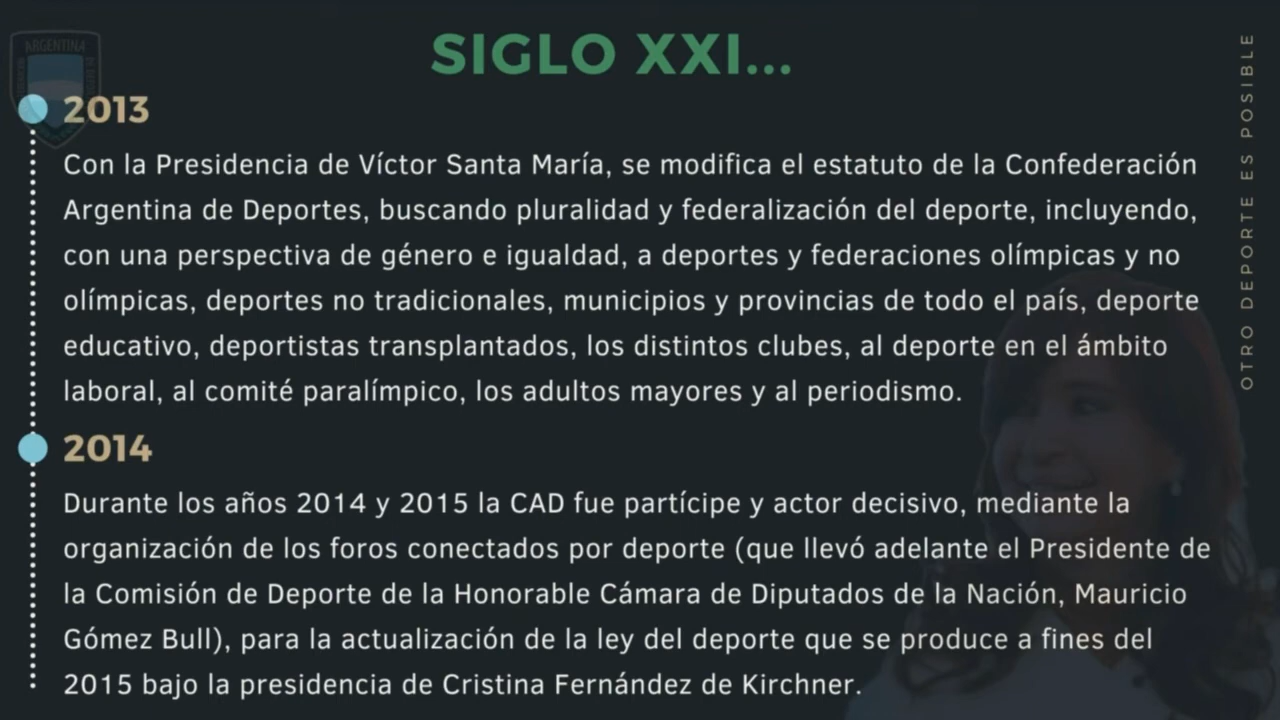 ARGENTINA
SIGLO XXI...
2013
Con la Presidencia de Víctor Santa María, se modifica el estatuto de la Confederación
Argentina de Deportes, buscando pluralidad y federalización del deporte, incluyendo,
con una perspectiva de género e igualdad, a deportes y federaciones olímpicas y no
olímpicas, deportes no tradicionales, municipios y provincias de todo el país, deporte
educativo, deportistas transplantados, los distintos clubes, al deporte en el ámbito
laboral, al comité paralímpico, los adultos mayores y al periodismo.
2014
Durante los años 2014 y 2015 la CAD fue partícipe y actor decisivo, mediante la
organización de los foros conectados por deporte (que llevó adelante el Presidente de
la Comisión de Deporte de la Honorable Cámara de Diputados de la Nación, Mauricio
Gómez Bull), para la actualización de la ley del deporte que se produce a fines del
2015 bajo la presidencia de Cristina Fernández de Kirchner.
OTRO DEPORTE ES POSIBLE